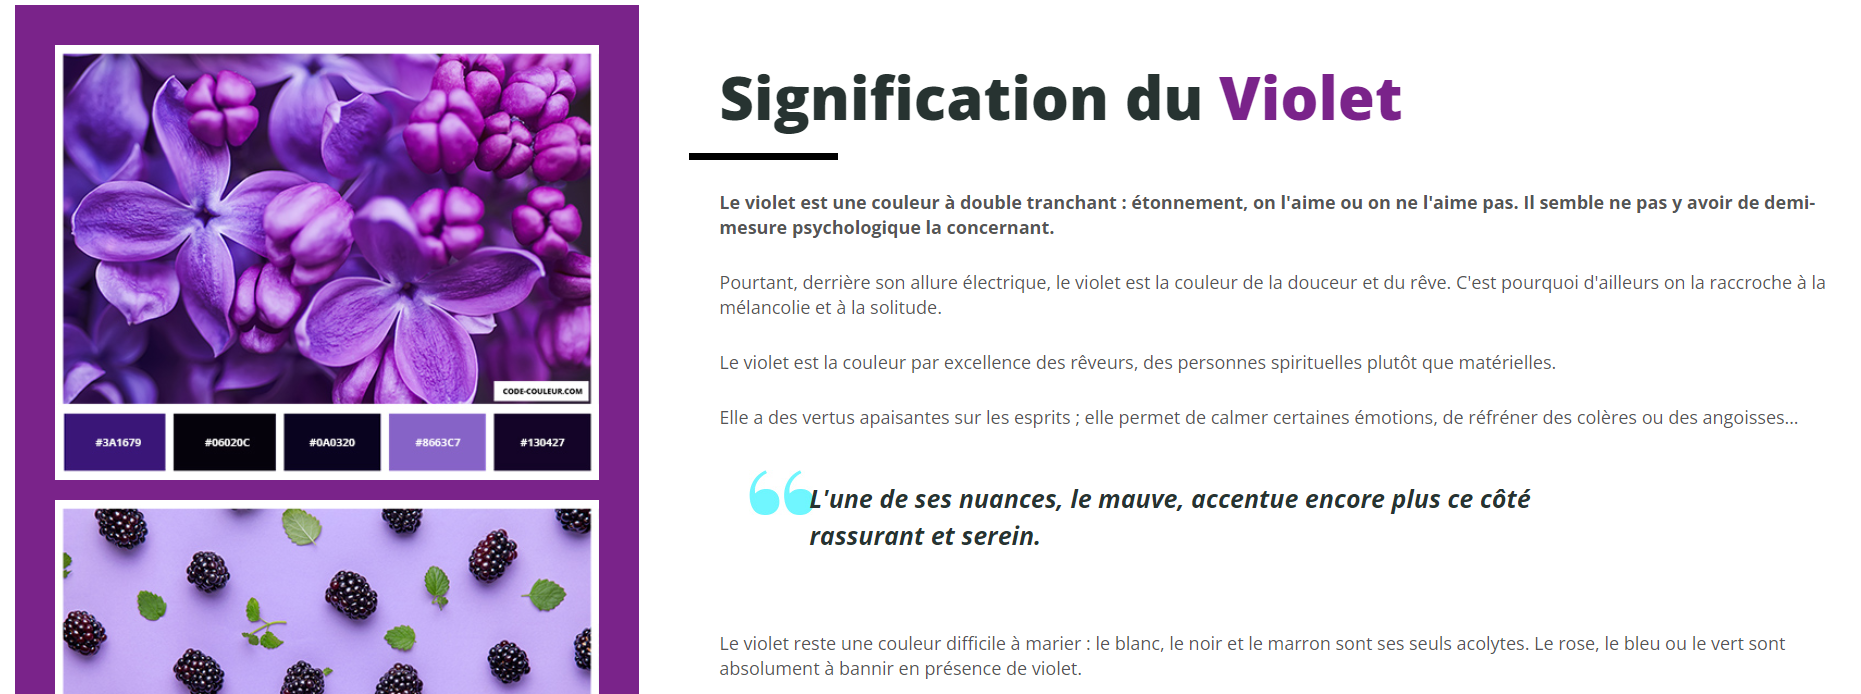 CODE-COULEUR.COM
#3A1679
#06020C
#0A0320
#8663C7
#130427
Signification du Violet
Le violet est une couleur à double tranchant : étonnement, on l'aime ou on ne l'aime pas. Il semble ne pas y avoir de demi-
mesure psychologique la concernant.
Pourtant, derrière son allure électrique, le violet est la couleur de la douceur et du rêve. C'est pourquoi d'ailleurs on la raccroche à la
mélancolie et à la solitude.
Le violet est la couleur par excellence des rêveurs, des personnes spirituelles plutôt que matérielles.
Elle a des vertus apaisantes sur les esprits ; elle permet de calmer certaines émotions, de réfréner des colères ou des angoisses...
“L'une de ses nuances, le mauve, accentue encore plus ce côté
rassurant et serein.
Le violet reste une couleur difficile à marier : le blanc, le noir et le marron sont ses seuls acolytes. Le rose, le bleu ou le vert sont
absolument à bannir en présence de violet.